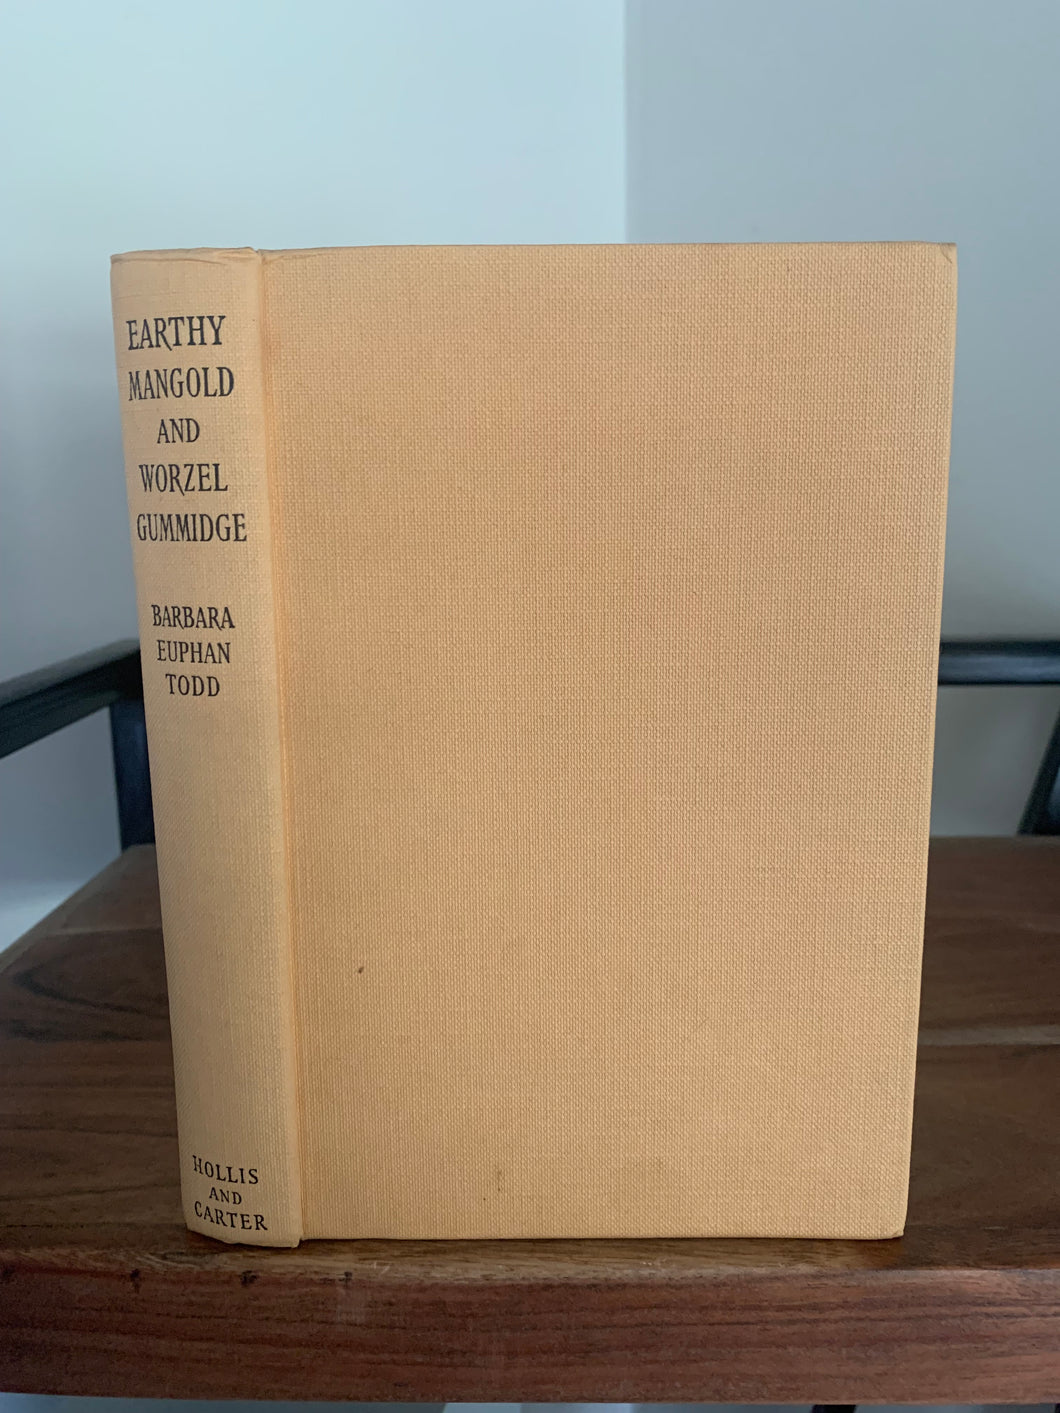 EARTHY
MANGOLD
AND
WORZEL
GUMMIDGE
BARBARA
EUPHAN
TODD
HOLLIS
AND
CARTER